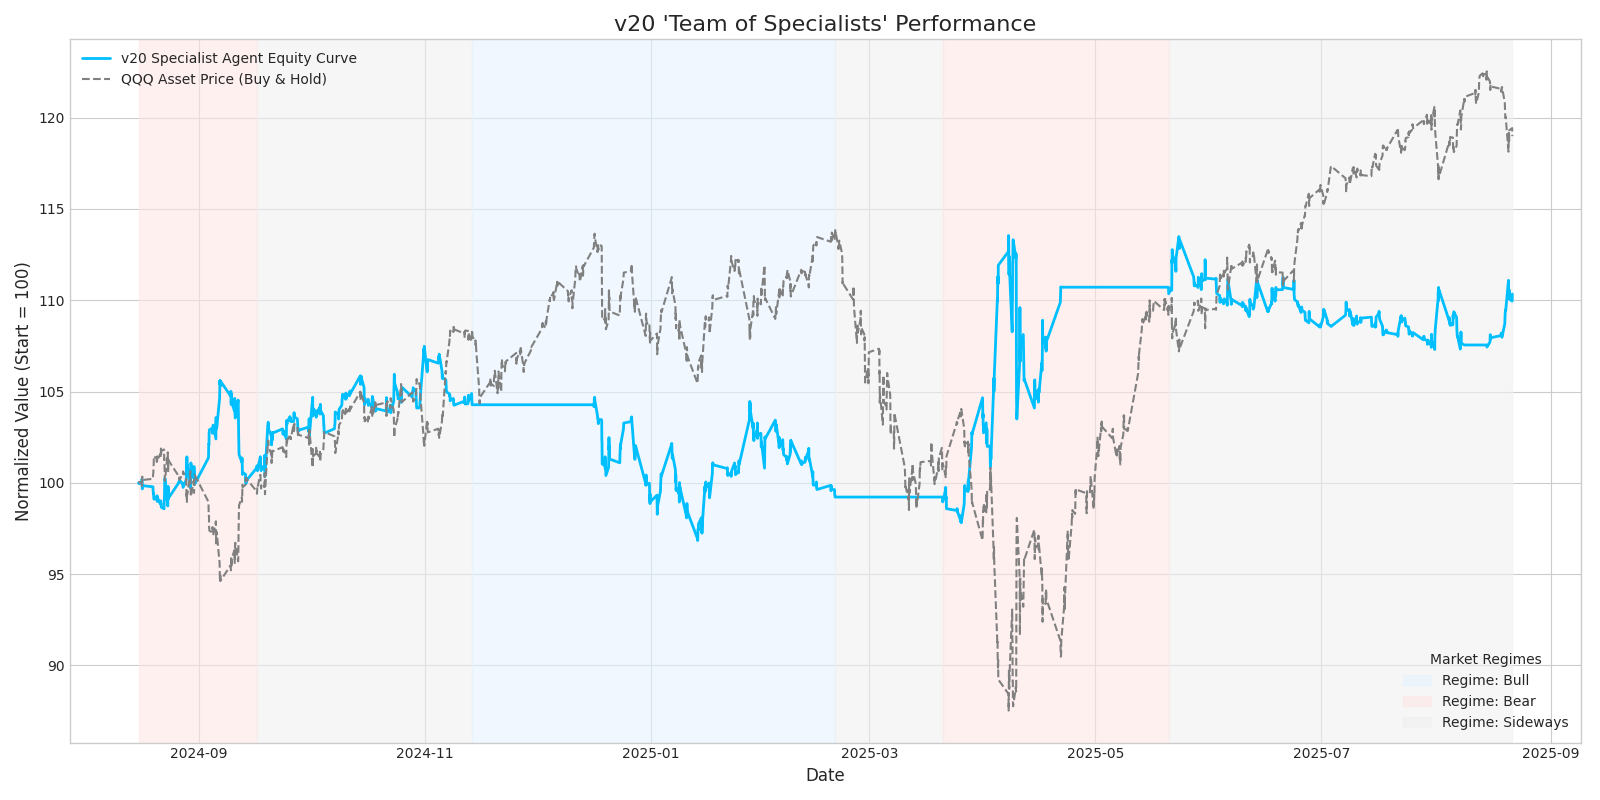 v20 'Team of Specialists' Performance
v20 Specialist Agent Equity Curve
QQQ Asset Price (Buy & Hold)
Normalized Value (Start = 100)
120
115
110
105
100
95
90
Market Regimes
Regime: Bull
Regime: Bear
Regime: Sideways
2024-09
2024-11
2025-01
2025-03
2025-05
2025-07
2025-09
Date